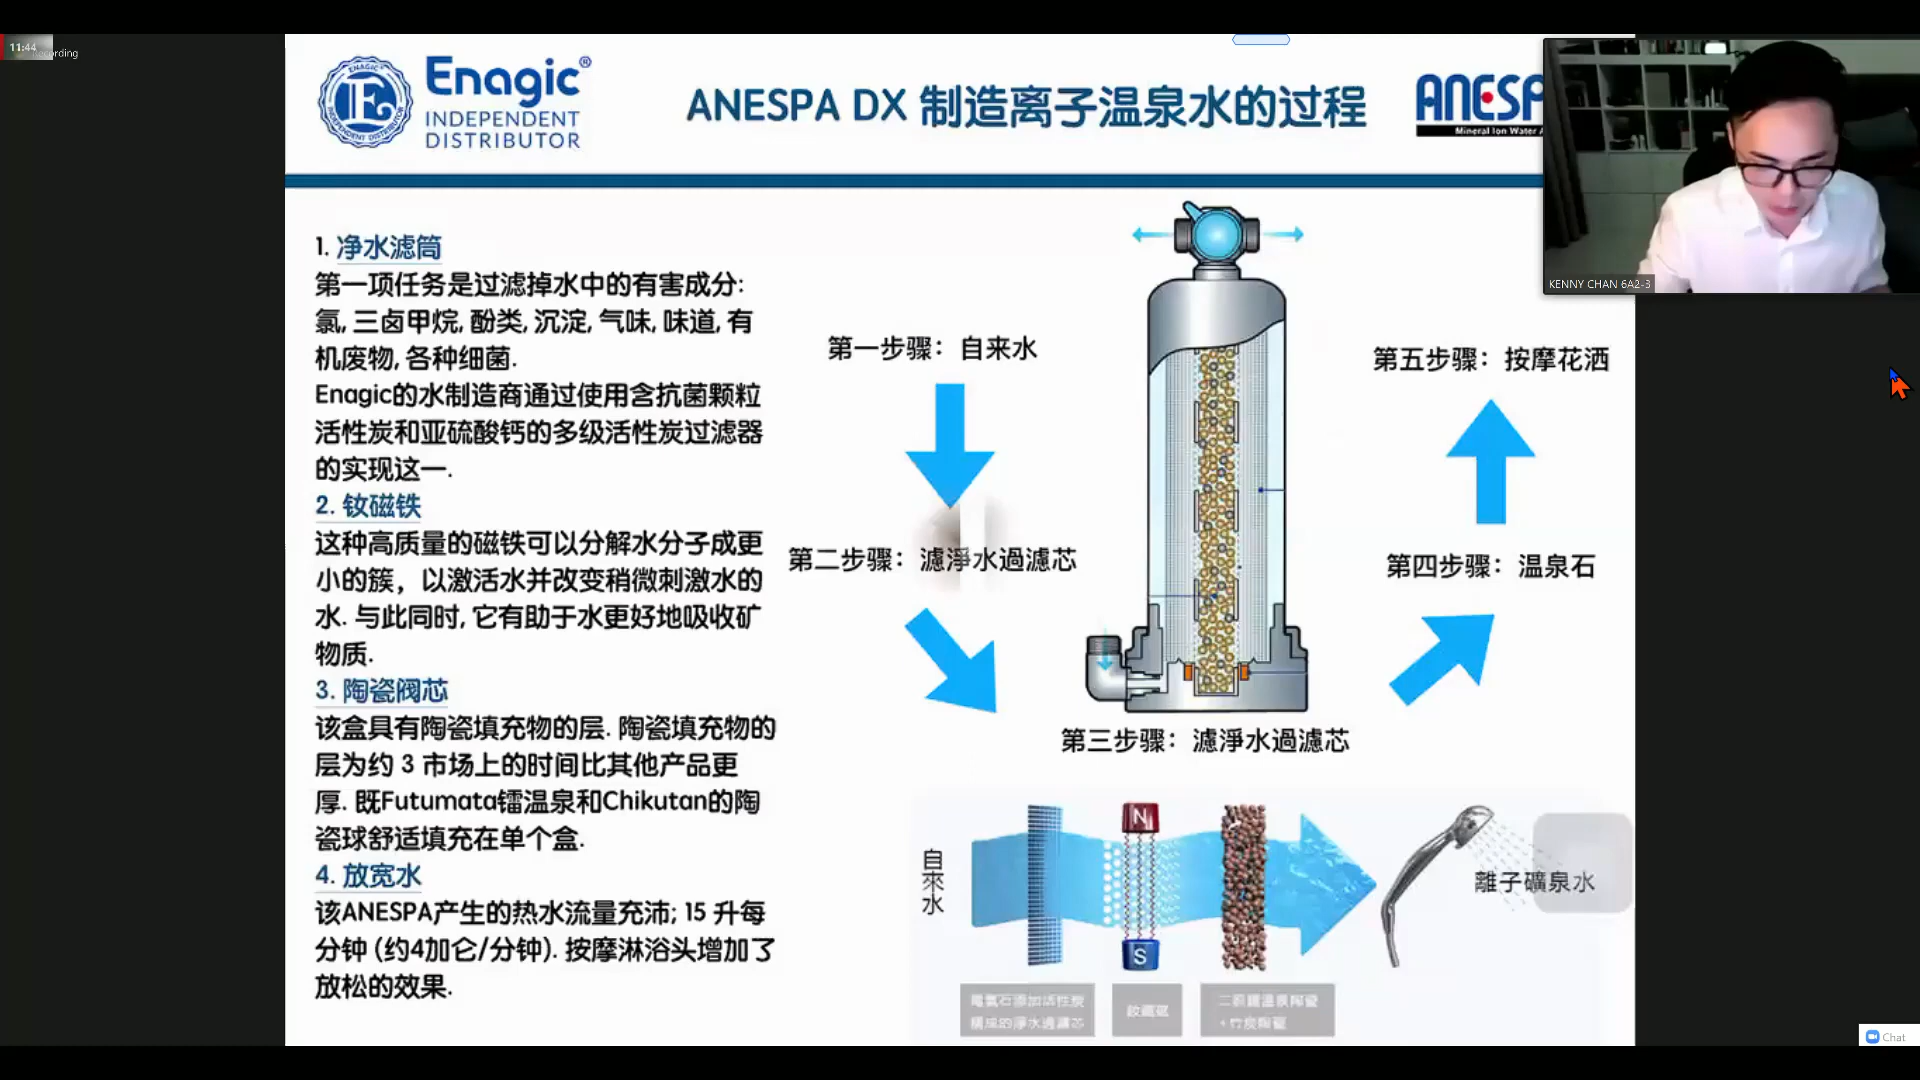 11:44
Recording
Enagic®
INDEPENDENT
DISTRIBUTOR
ANESPA DX 制造离子温泉水的过程
ANESP
Mineral Ion Water
KENNY CHAN 6A2-3
1. 净水滤筒
第一项任务是过滤掉水中的有害成分:
氯, 三卤甲烷, 酚类, 沉淀, 气味, 味道, 有
机废物, 各种细菌.
Enagic的水制造商通过使用含抗菌颗粒
活性炭和亚硫酸钙的多级活性炭过滤器
的实现这一.
2. 钕磁铁
这种高质量的磁铁可以分解水分子成更
小的簇，以激活水并改变稍微刺激水的
水. 与此同时, 它有助于水更好地吸收矿
物质.
3. 陶瓷阀芯
该盒具有陶瓷填充物的层. 陶瓷填充物的
层为约 3 市场上的时间比其他产品更
厚. 既Futumata镭温泉和Chikutan的陶
瓷球舒适填充在单个盒.
4. 放宽水
该ANESPA产生的热水流量充沛; 15 升每
分钟 (约4加仑/分钟). 按摩淋浴头增加了
放松的效果.
第一步骤：自来水
第二步骤：濾淨水過濾芯
第三步骤：濾淨水過濾芯
第四步骤：温泉石
第五步骤：按摩花洒
自來水
N
S
離子礦泉水
Chat